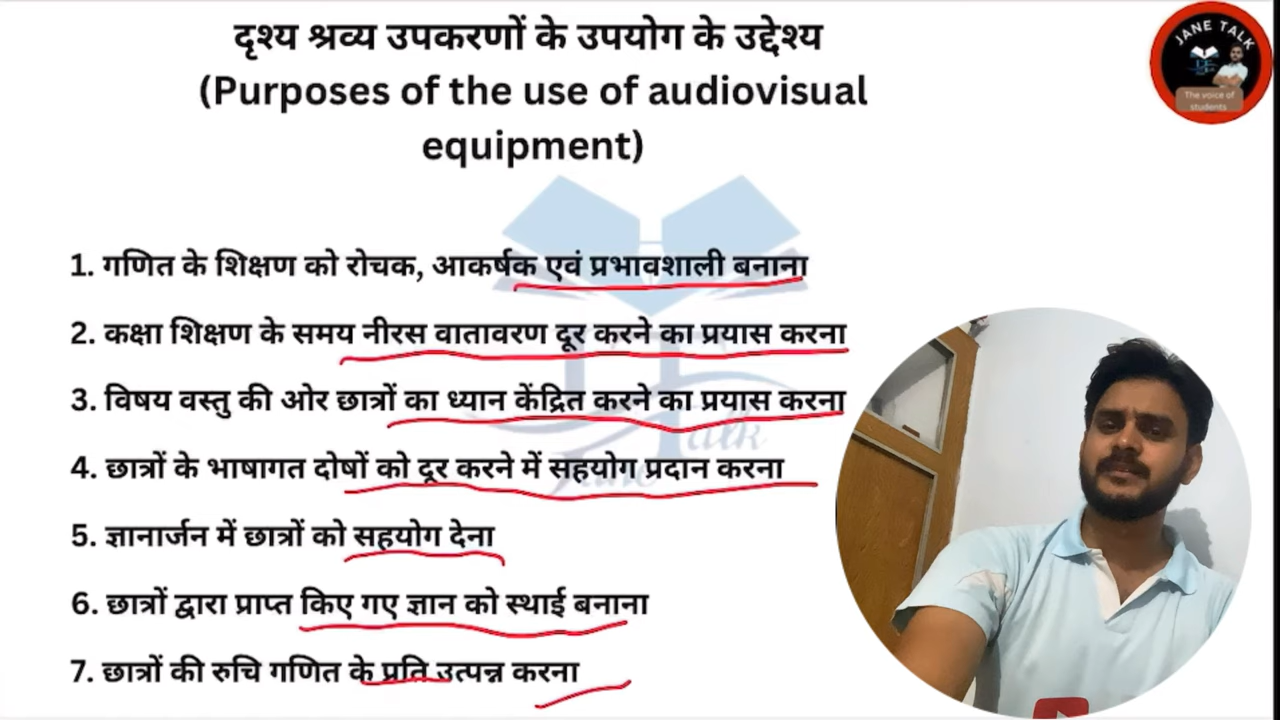 दृश्य श्रव्य उपकरणों के उपयोग के उद्देश्य
(Purposes of the use of audiovisual
equipment)
JANE TALK
The voice of
students
1. गणित के शिक्षण को रोचक, आकर्षक एवं प्रभावशाली बनाना
2. कक्षा शिक्षण के समय नीरस वातावरण दूर करने का प्रयास करना
3. विषय वस्तु की ओर छात्रों का ध्यान केंद्रित करने का प्रयास करना
4. छात्रों के भाषागत दोषों को दूर करने में सहयोग प्रदान करना
5. ज्ञानार्जन में छात्रों को सहयोग देना
6. छात्रों द्वारा प्राप्त किए गए ज्ञान को स्थाई बनाना
7. छात्रों की रुचि गणित के प्रति उत्पन्न करना